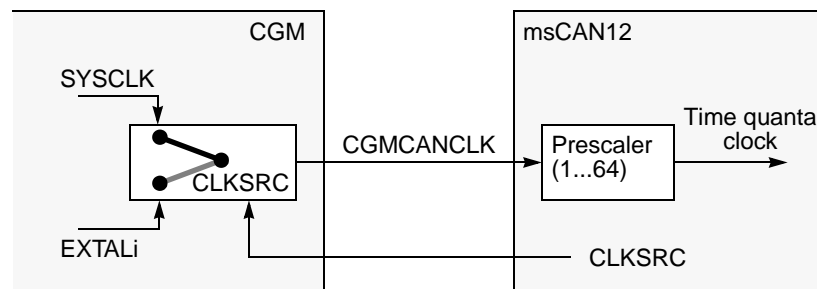 CGM
msCAN12
SYSCLK
CGMCANCLK
Prescaler
(1...64)
Time quanta
clock
CLKSRC
EXTALi
CLKSRC